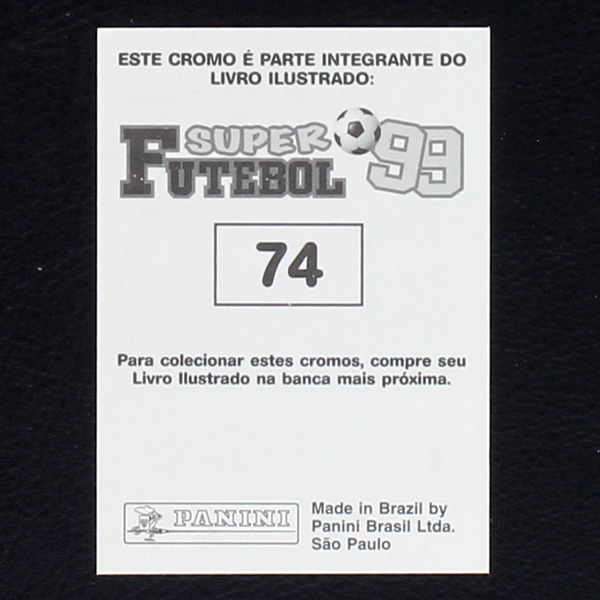 ESTE CROMO É PARTE INTEGRANTE DO
LIVRO ILUSTRADO:
SUPER
FUTEBOL 99
74
Para colecionar estes cromos, compre seu
Livro Ilustrado na banca mais próxima.
PANINI
Made in Brazil by
Panini Brasil Ltda.
São Paulo